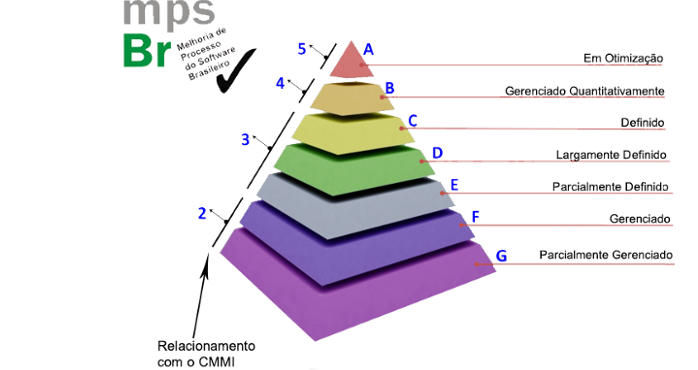 mps
Br
Melhoria de
Processo
do Software
Brasileiro
5
A
Em Otimização
4
B
Gerenciado Quantitativamente
C
Definido
3
D
Largamente Definido
E
Parcialmente Definido
2
F
Gerenciado
G
Parcialmente Gerenciado
Relacionamento
com o CMMI